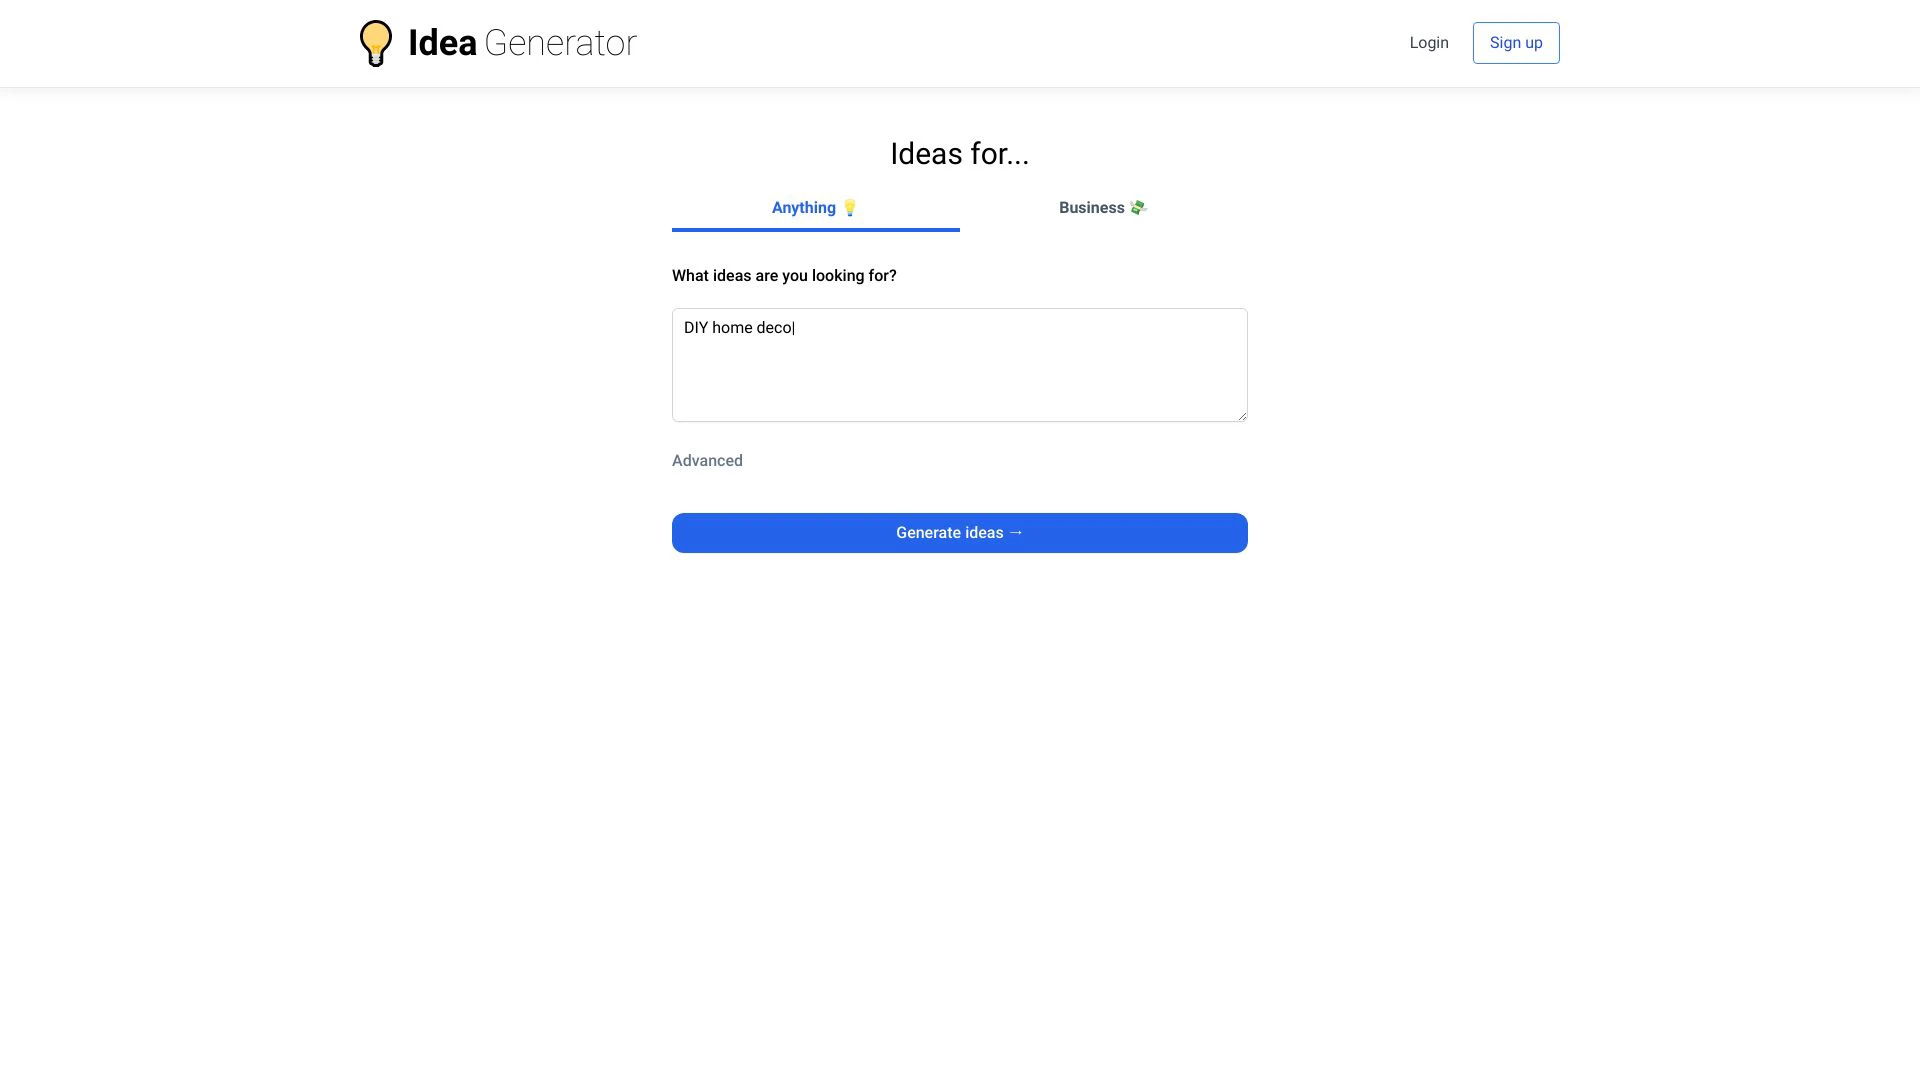 Idea Generator
Login
Sign up
Ideas for...
Anything 💡
Business 💸
What ideas are you looking for?
DIY home deco|
Advanced
Generate ideas →